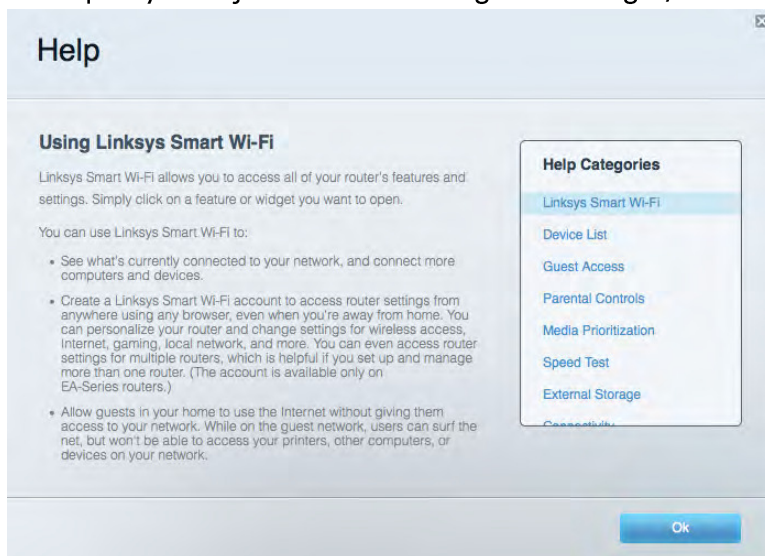 Help
Using Linksys Smart Wi-Fi
Linksys Smart Wi-Fi allows you to access all of your router's features and
settings. Simply click on a feature or widget you want to open.
You can use Linksys Smart Wi-Fi to:
• See what's currently connected to your network, and connect more
computers and devices.
• Create a Linksys Smart Wi-Fi account to access router settings from
anywhere using any browser, even when you're away from home. You
can personalize your router and change settings for wireless access,
Internet, gaming, local network, and more. You can even access router
settings for multiple routers, which is helpful if you set up and manage
more than one router. (The account is available only on
EA-Series routers.)
• Allow guests in your home to use the Internet without giving them
access to your network. While on the guest network, users can surf the
net, but won't be able to access your printers, other computers, or
devices on your network.
Help Categories
Linksys Smart Wi-Fi
Device List
Guest Access
Parental Controls
Media Prioritization
Speed Test
External Storage
Connectivity
Ok